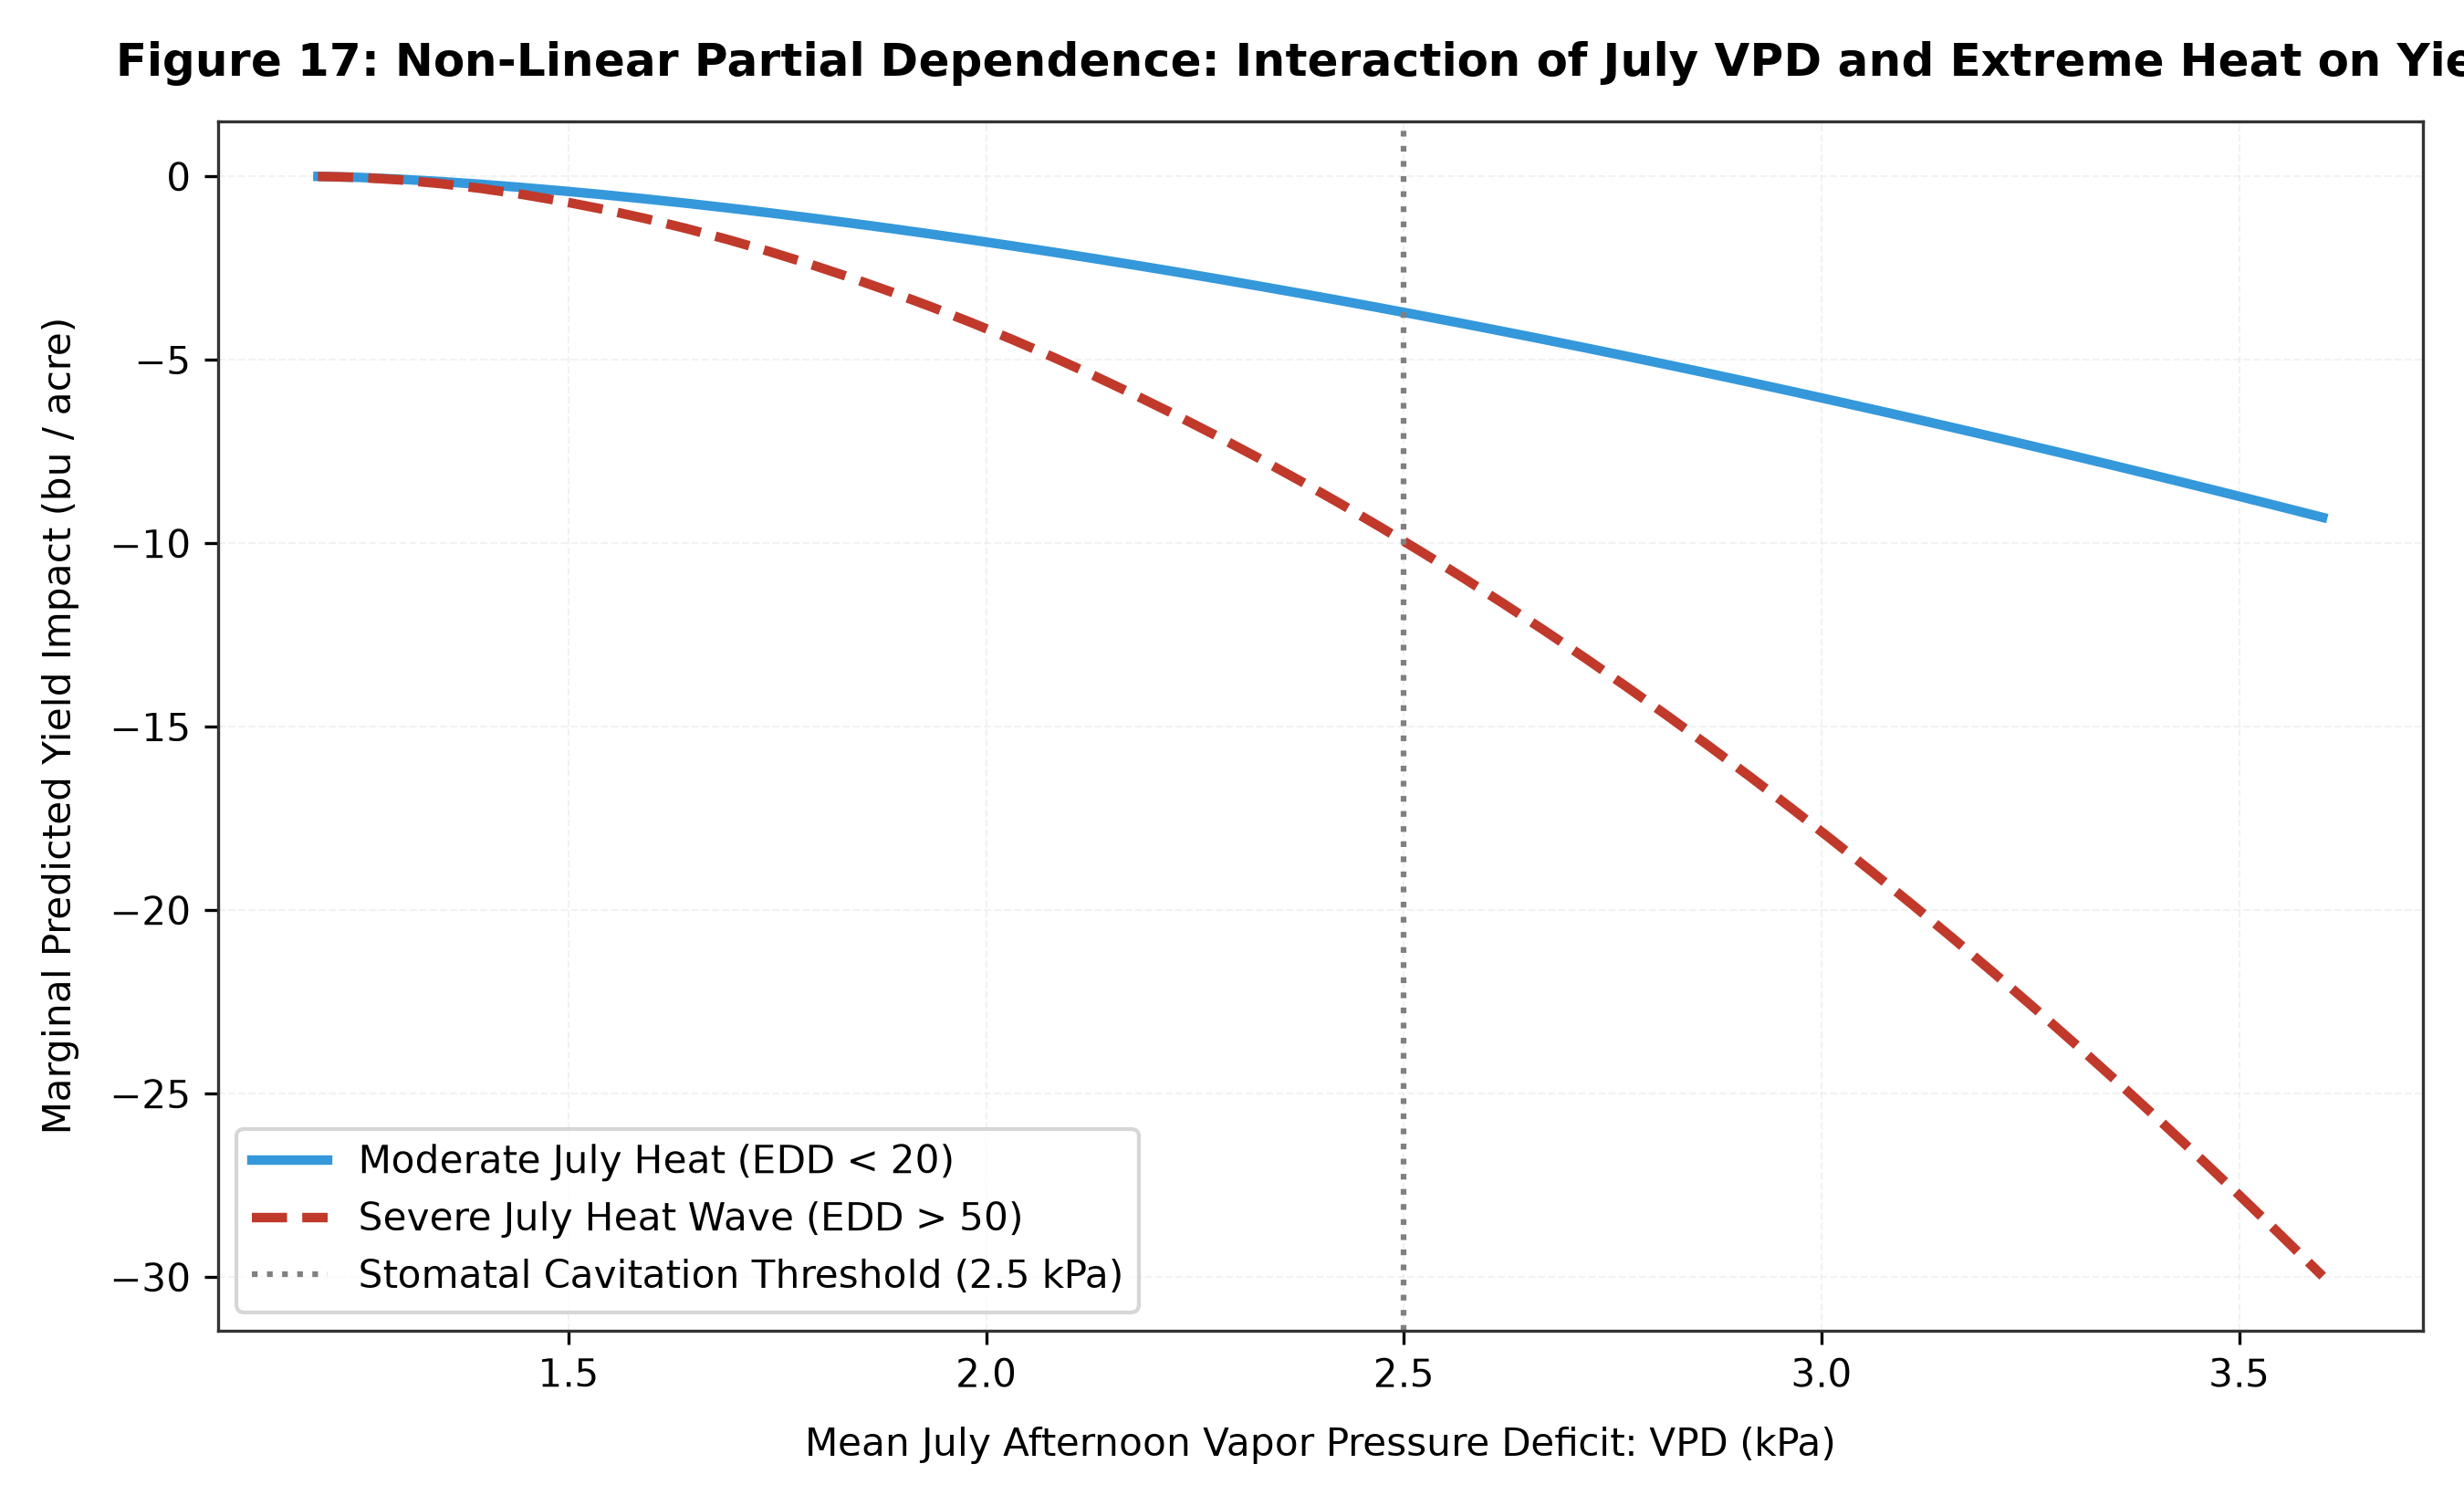 Figure 17: Non-Linear Partial Dependence: Interaction of July VPD and Extreme Heat on
Marginal Predicted Yield Impact (bu / acre)
0
−5
−10
−15
−20
−25
−30
Moderate July Heat (EDD < 20)
Severe July Heat Wave (EDD > 50)
Stomatal Cavitation Threshold (2.5 kPa)
1.5 2.0 2.5 3.0 3.5
Mean July Afternoon Vapor Pressure Deficit: VPD (kPa)